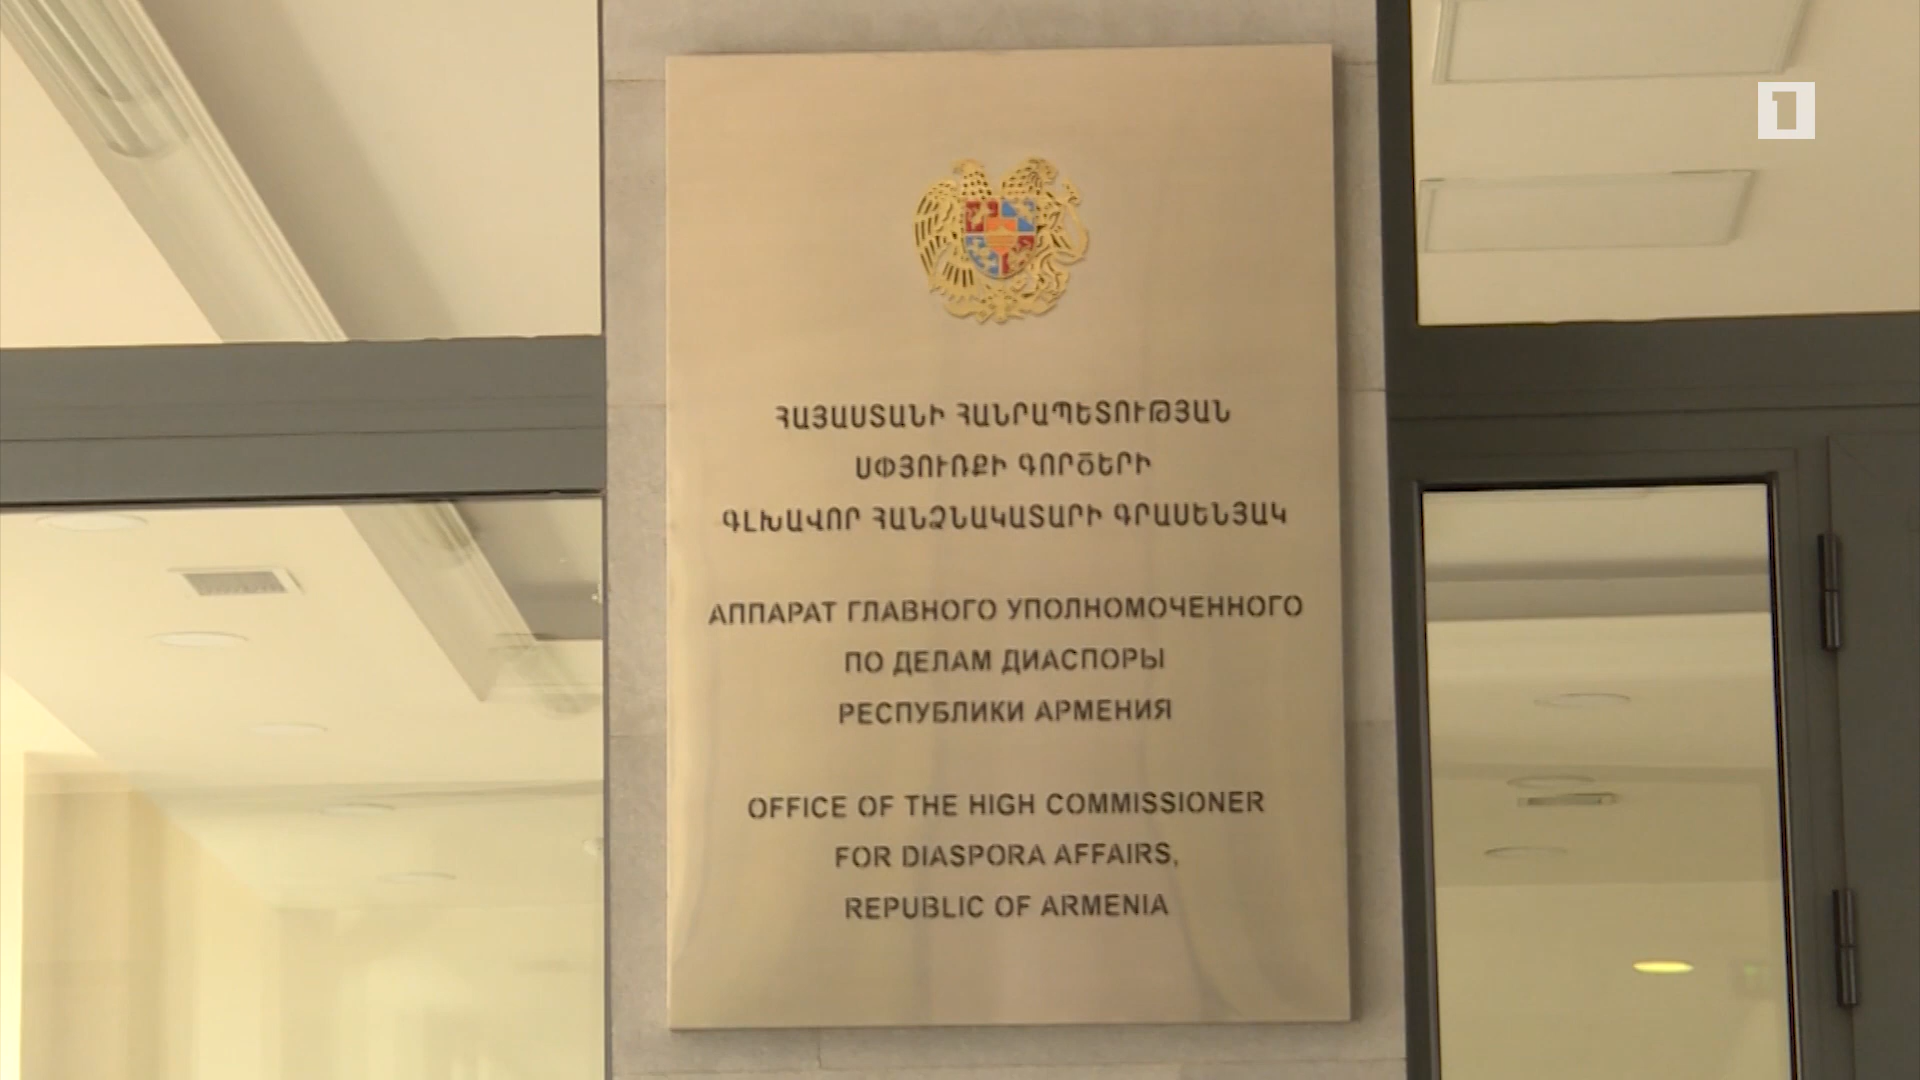 1
ՀԱՅԱՍՏԱՆԻ ՀԱՆՐԱՊԵՏՈՒԹՅԱՆ
ՍՓՅՈՒՌՔԻ ԳՈՐԾԵՐԻ
ԳԼԽԱՎՈՐ ՀԱՆՁՆԱԿԱՏԱՐԻ ԳՐԱՍԵՆՅԱԿ
АППАРАТ ГЛАВНОГО УПОЛНОМОЧЕННОГО
ПО ДЕЛАМ ДИАСПОРЫ
РЕСПУБЛИКИ АРМЕНИЯ
OFFICE OF THE HIGH COMMISSIONER
FOR DIASPORA AFFAIRS,
REPUBLIC OF ARMENIA